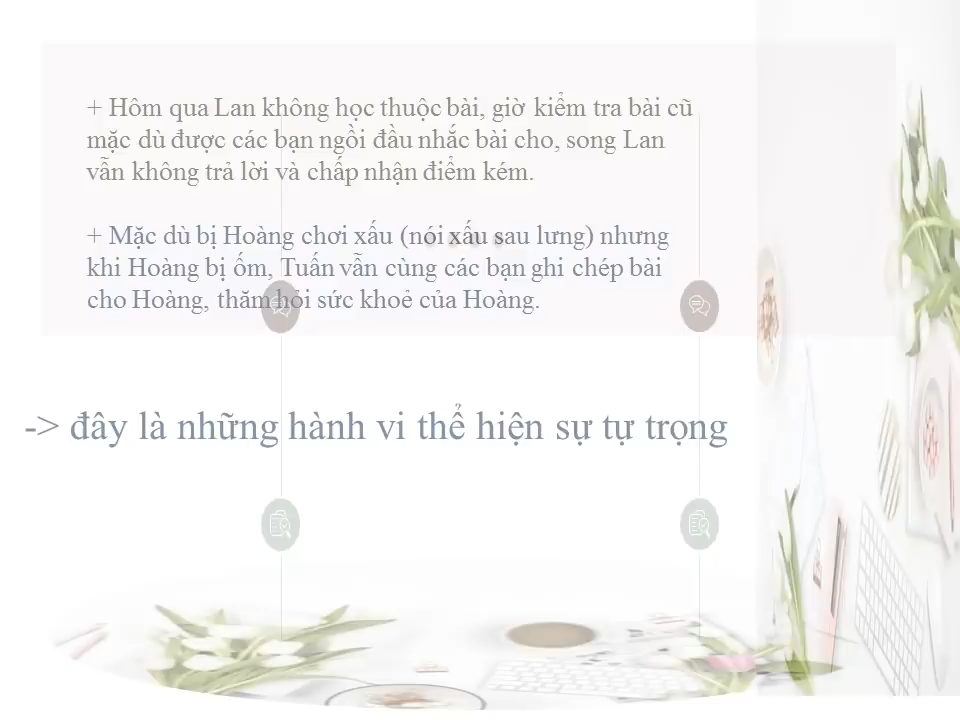 + Hôm qua Lan không học thuộc bài, giờ kiểm tra bài cũ
mặc dù được các bạn ngồi đầu nhắc bài cho, song Lan
vẫn không trả lời và chấp nhận điểm kém.
+ Mặc dù bị Hoàng chơi xấu (nói xấu sau lưng) nhưng
khi Hoàng bị ốm, Tuấn vẫn cùng các bạn ghi chép bài
cho Hoàng, thăm hỏi sức khoẻ của Hoàng.
-> đây là những hành vi thể hiện sự tự trọng